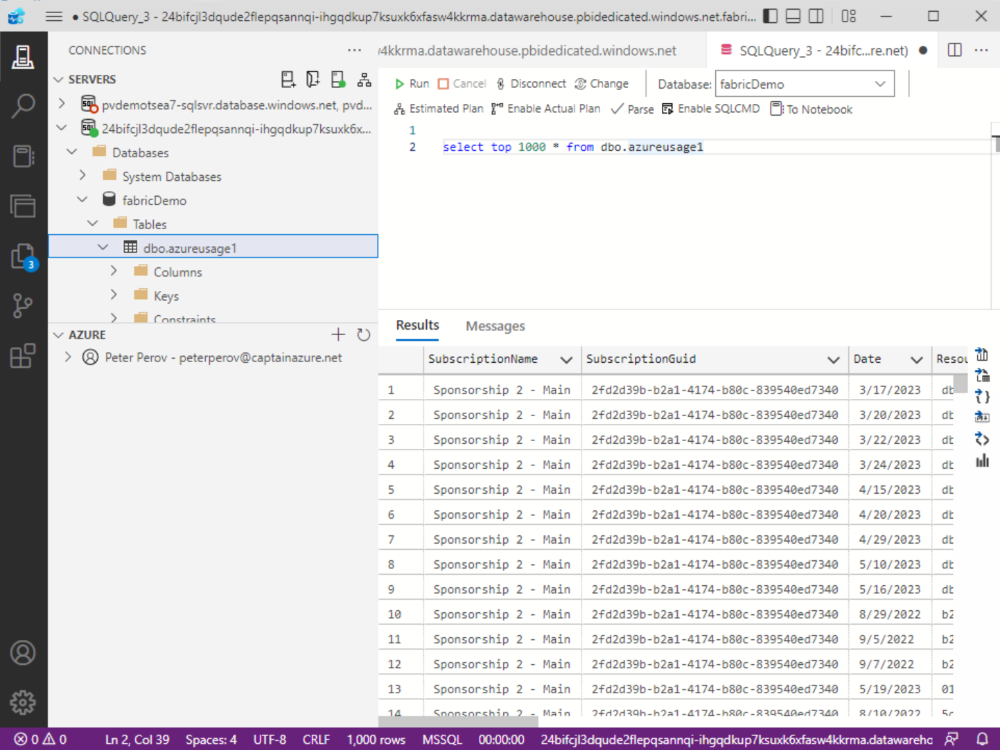 ● SQLQuery_3 - 24bifcjl3dqude2flepqsannqi-ihgqdkup7ksuxk6xfasw4kkrma.datawarehouse.pbidedicated.windows.net.fabri...
CONNECTIONS
SERVERS
pvdemotsea7-sqlsvr.database.windows.net, pvd...
24bifcjl3dqude2flepqsannqi-ihgqdkup7ksuxk6x...
Databases
System Databases
fabricDemo
Tables
dbo.azureusage1
Columns
Keys
Constraints
3
AZURE
Peter Perov - peterperov@captainazure.net
w4kkrma.datawarehouse.pbidedicated.windows.net
SQLQuery_3 - 24bifc...re.net) ●
Run Cancel Disconnect Change Database: fabricDemo
Estimated Plan Enable Actual Plan Parse Enable SQLCMD To Notebook
1
2 select top 1000 * from dbo.azureusage1
Results Messages
SubscriptionName SubscriptionGuid Date Resou
1 Sponsorship 2 - Main 2fd2d39b-b2a1-4174-b80c-839540ed7340 3/17/2023 db
2 Sponsorship 2 - Main 2fd2d39b-b2a1-4174-b80c-839540ed7340 3/20/2023 db
3 Sponsorship 2 - Main 2fd2d39b-b2a1-4174-b80c-839540ed7340 3/22/2023 db
4 Sponsorship 2 - Main 2fd2d39b-b2a1-4174-b80c-839540ed7340 3/24/2023 db
5 Sponsorship 2 - Main 2fd2d39b-b2a1-4174-b80c-839540ed7340 4/15/2023 db
6 Sponsorship 2 - Main 2fd2d39b-b2a1-4174-b80c-839540ed7340 4/20/2023 db
7 Sponsorship 2 - Main 2fd2d39b-b2a1-4174-b80c-839540ed7340 4/29/2023 db
8 Sponsorship 2 - Main 2fd2d39b-b2a1-4174-b80c-839540ed7340 5/10/2023 db
9 Sponsorship 2 - Main 2fd2d39b-b2a1-4174-b80c-839540ed7340 5/16/2023 db
10 Sponsorship 2 - Main 2fd2d39b-b2a1-4174-b80c-839540ed7340 8/29/2022 b2
11 Sponsorship 2 - Main 2fd2d39b-b2a1-4174-b80c-839540ed7340 9/5/2022 b2
12 Sponsorship 2 - Main 2fd2d39b-b2a1-4174-b80c-839540ed7340 9/7/2022 b2
13 Sponsorship 2 - Main 2fd2d39b-b2a1-4174-b80c-839540ed7340 5/19/2023 01
14 Sponsorship 2 - Main 2fd2d39b-b2a1-4174-b80c-839540ed7340 8/10/2022
0 0 Ln 2, Col 39 Spaces: 4 UTF-8 CRLF 1,000 rows MSSQL 00:00:00 24bifcjl3dqude2flepqsannqi-ihgqdkup7ksuxk6xfasw4kkrma.datawareho